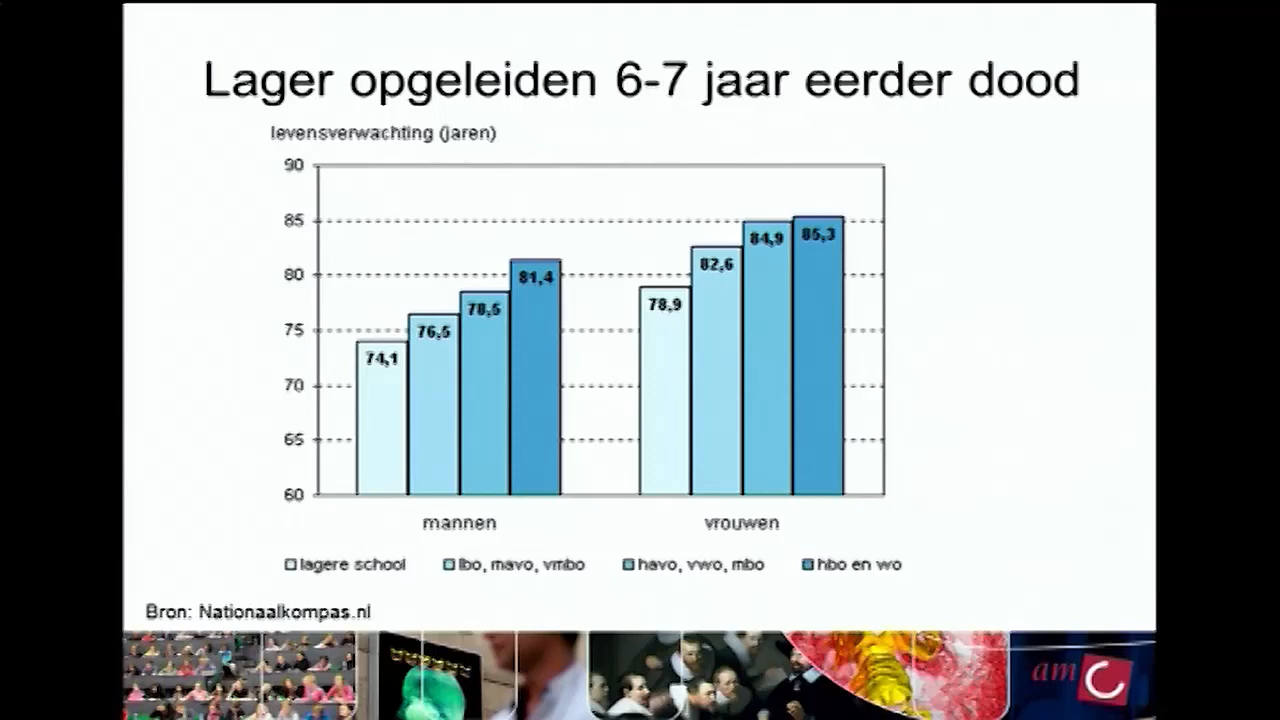 Lager opgeleiden 6-7 jaar eerder dood
levensverwachting (jaren)
90
85
80
75
70
65
60
74,1
76,5
78,5
81,4
78,9
82,6
84,9
85,3
mannen
vrouwen
lagere school
lbo, mavo, vmbo
havo, vwo, mbo
hbo en wo
Bron: Nationaalkompas.nl
am